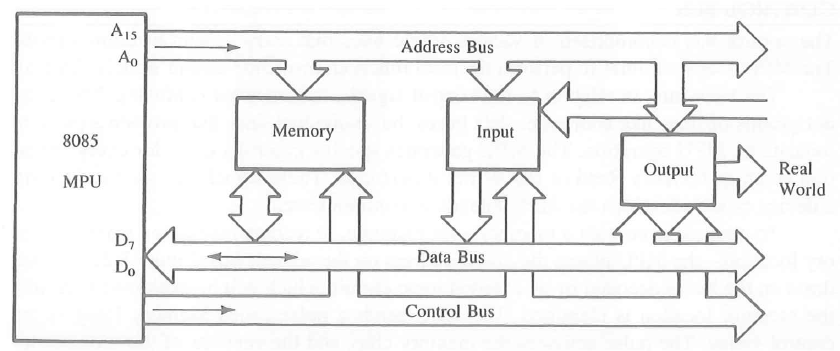 A15
Address Bus
A0
8085
MPU
Memory
Input
Output
Real
World
D7
Data Bus
D0
Control Bus